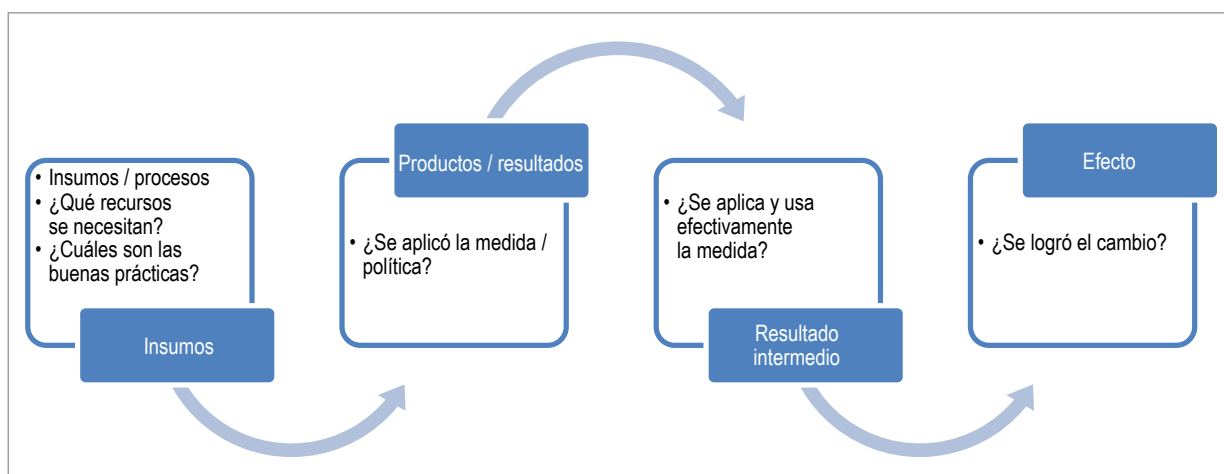 • Insumos / procesos
• ¿Qué recursos
se necesitan?
• ¿Cuáles son las
buenas prácticas?
Insumos
Productos / resultados
• ¿Se aplicó la medida /
política?
• ¿Se aplica y usa
efectivamente
la medida?
Resultado
intermedio
Efecto
• ¿Se logró el cambio?